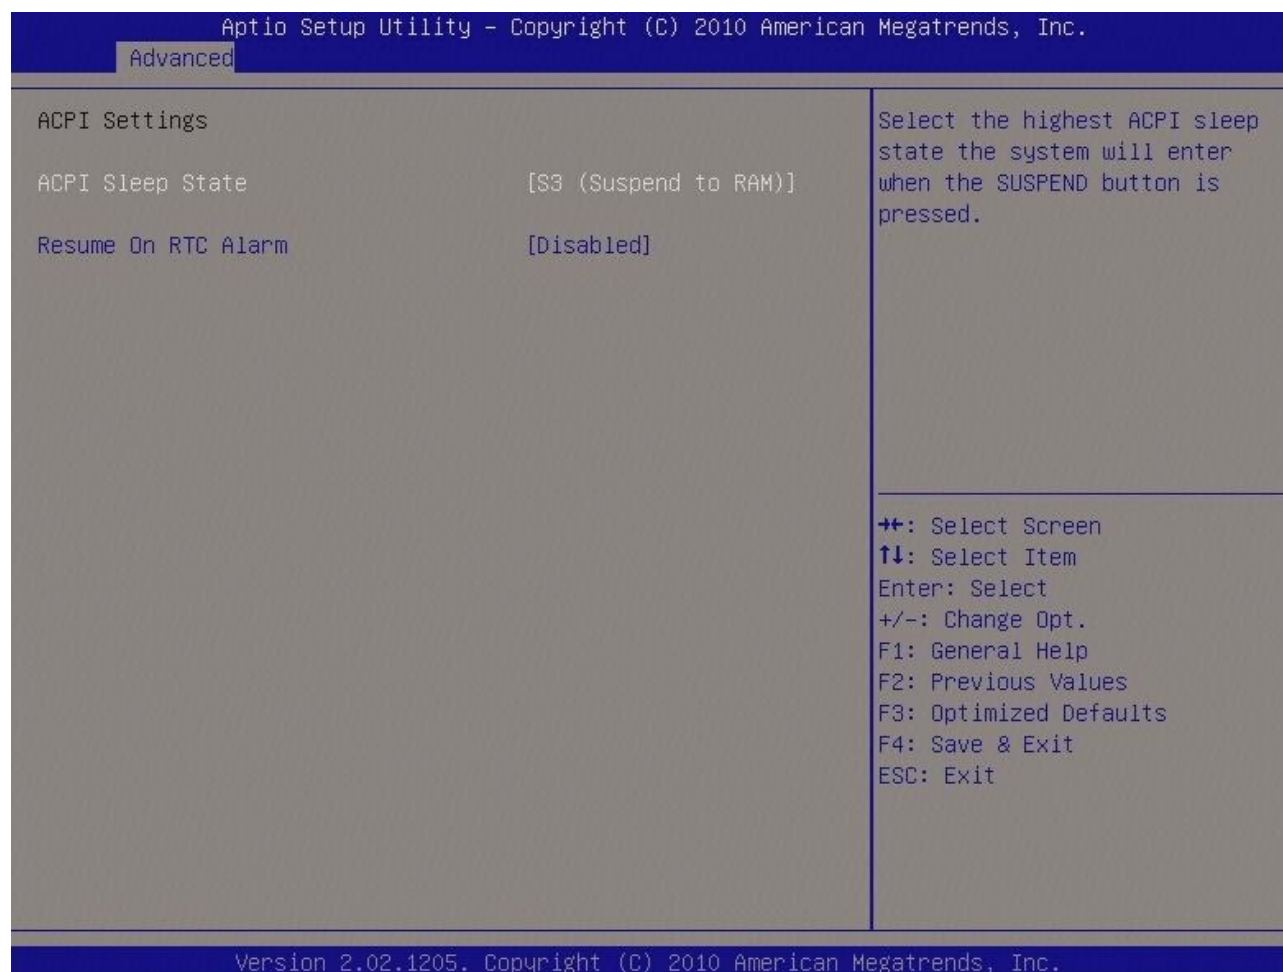 Aptio Setup Utility – Copyright (C) 2010 American Megatrends, Inc.
Advanced
ACPI Settings
ACPI Sleep State [S3 (Suspend to RAM)]
Resume On RTC Alarm [Disabled]
Select the highest ACPI sleep
state the system will enter
when the SUSPEND button is
pressed.
→←: Select Screen
↑↓: Select Item
Enter: Select
+/-: Change Opt.
F1: General Help
F2: Previous Values
F3: Optimized Defaults
F4: Save & Exit
ESC: Exit
Version 2.02.1205. Copyright (C) 2010 American Megatrends, Inc.